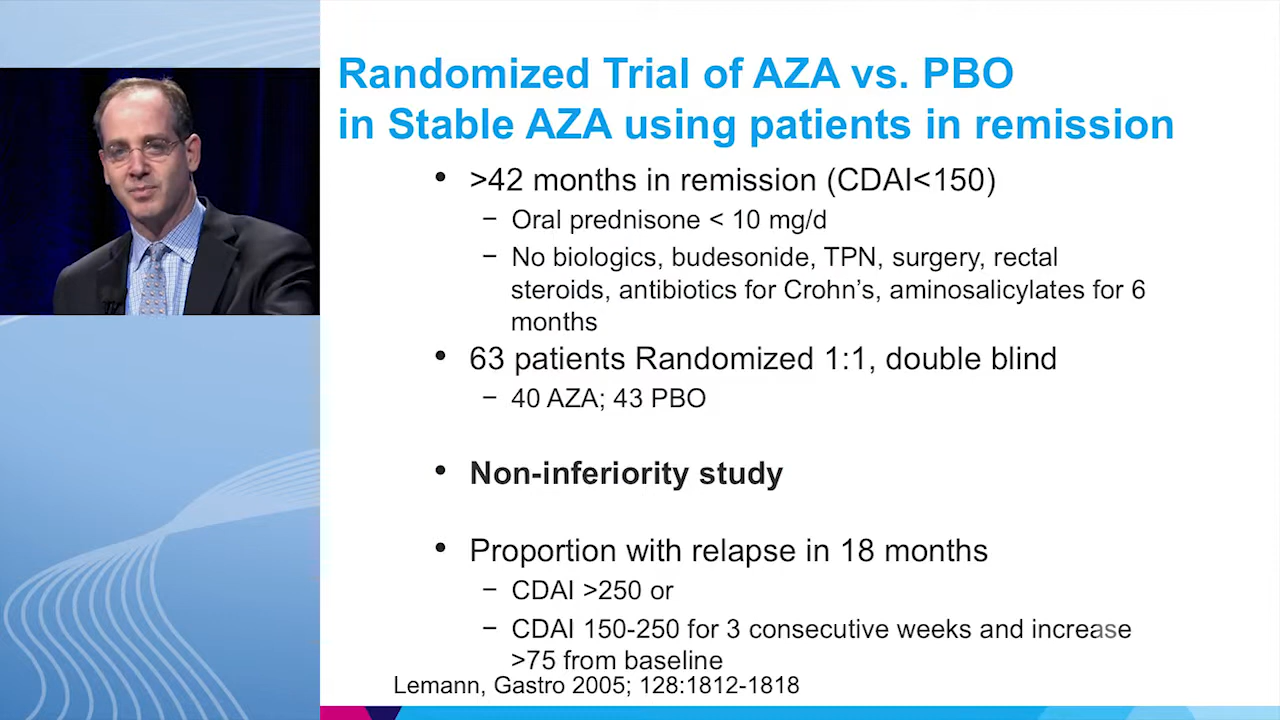 Randomized Trial of AZA vs. PBO
in Stable AZA using patients in remission
• >42 months in remission (CDAI<150)
– Oral prednisone < 10 mg/d
– No biologics, budesonide, TPN, surgery, rectal
steroids, antibiotics for Crohn’s, aminosalicylates for 6
months
• 63 patients Randomized 1:1, double blind
– 40 AZA; 43 PBO
• Non-inferiority study
• Proportion with relapse in 18 months
– CDAI >250 or
– CDAI 150-250 for 3 consecutive weeks and increase
>75 from baseline
Lemann, Gastro 2005; 128:1812-1818